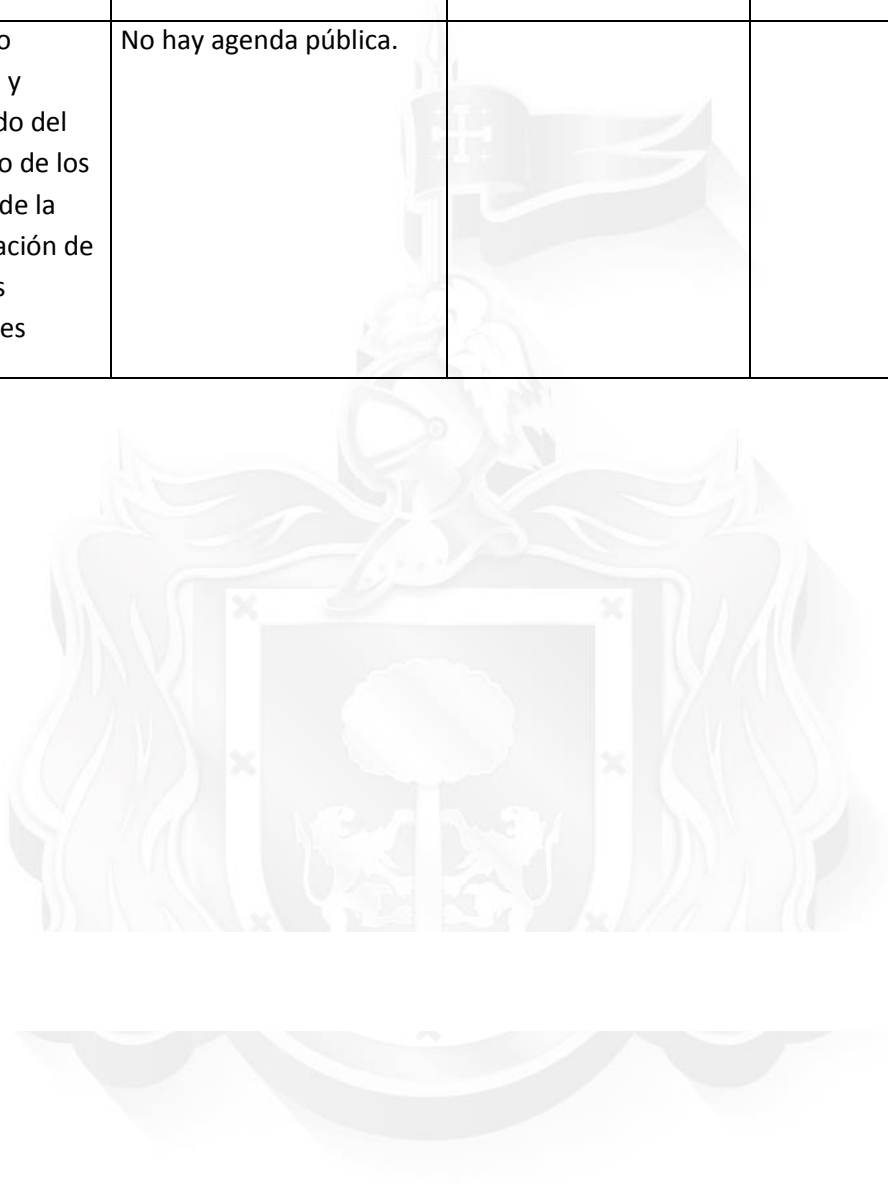 o
y
do del
o de los
de la
ación de
s
es
No hay agenda pública.